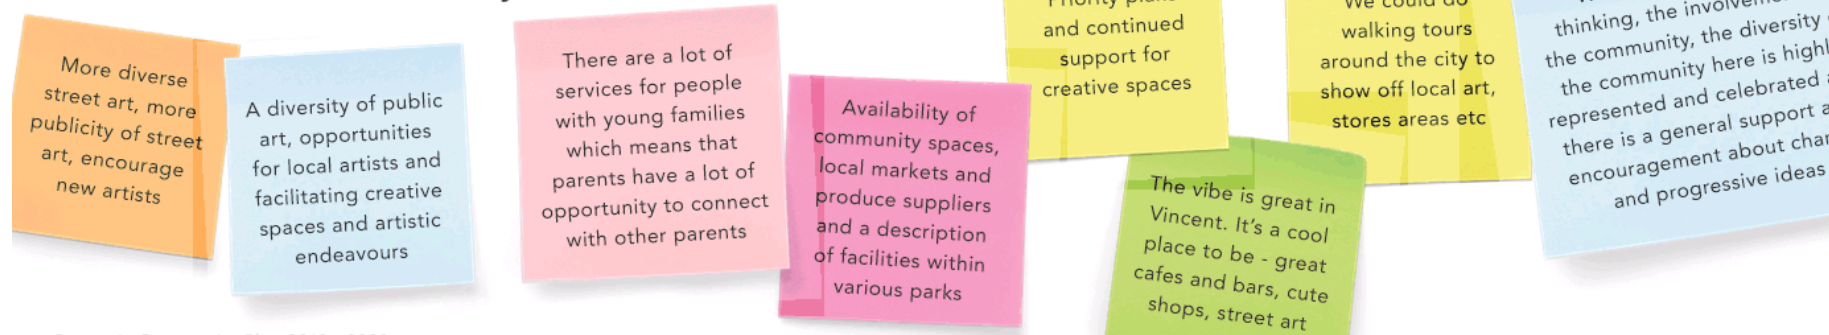 More diverse
street art, more
publicity of street
art, encourage
new artists
A diversity of public
art, opportunities
for local artists and
facilitating creative
spaces and artistic
endeavours
There are a lot of
services for people
with young families
which means that
parents have a lot of
opportunity to connect
with other parents
Availability of
community spaces,
local markets and
produce suppliers
and a description
of facilities within
various parks
Priority plans
and continued
support for
creative spaces
The vibe is great in
Vincent. It's a cool
place to be - great
cafes and bars, cute
shops, street art
We could do
walking tours
around the city to
show off local art,
stores areas etc
thinking, the
the community, the diversity
the community here is
represented and celebrated
there is a general support
encouragement about
and progressive ideas